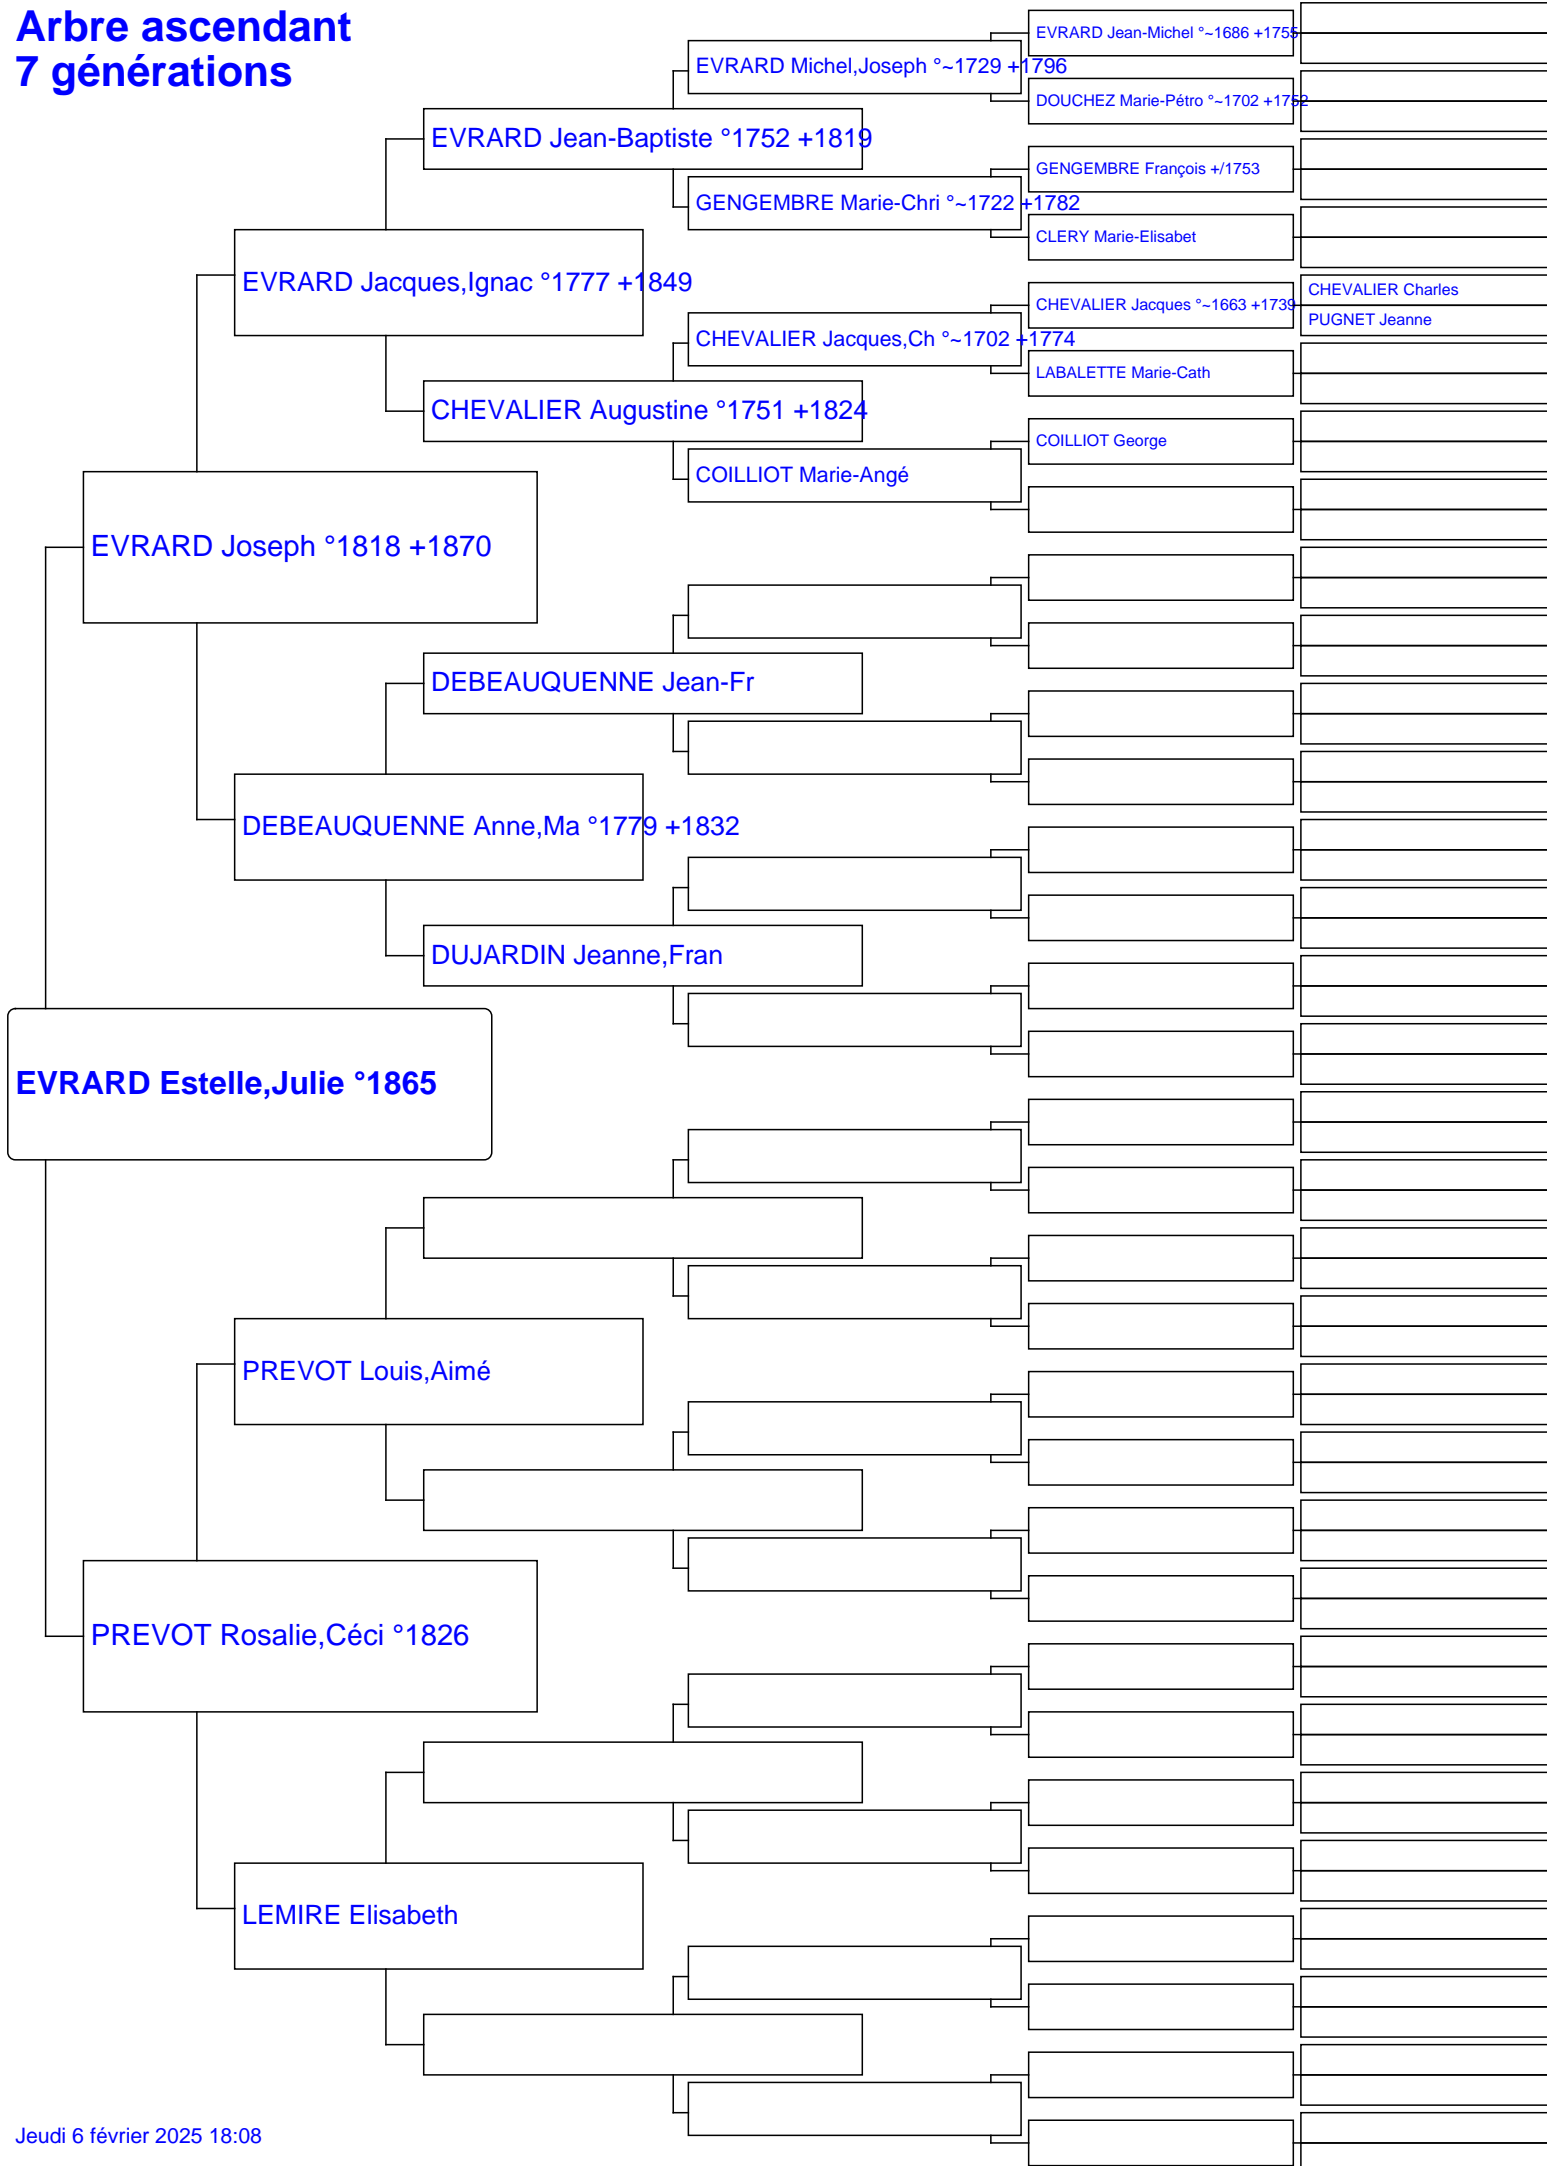 Arbre ascendant
7 générations
EVRARD Jean-Michel °~1686 +1755
EVRARD Michel,Joseph °~1729 +1796
DOUCHEZ Marie-Pétro °~1702 +1752
EVRARD Jean-Baptiste °1752 +1819
GENGEMBRE François +/1753
GENGEMBRE Marie-Chri °~1722 +1782
CLERY Marie-Elisabet
EVRARD Jacques,Ignac °1777 +1849
CHEVALIER Charles
CHEVALIER Jacques °~1663 +1739
PUGNET Jeanne
CHEVALIER Jacques,Ch °~1702 +1774
LABALETTE Marie-Cath
CHEVALIER Augustine °1751 +1824
COILLIOT George
COILLIOT Marie-Angé
EVRARD Joseph °1818 +1870
DEBEAUQUENNE Jean-Fr
DEBEAUQUENNE Anne,Ma °1779 +1832
DUJARDIN Jeanne,Fran
EVRARD Estelle,Julie °1865
PREVOT Louis,Aimé
PREVOT Rosalie,Céci °1826
LEMIRE Elisabeth
Jeudi 6 février 2025 18:08